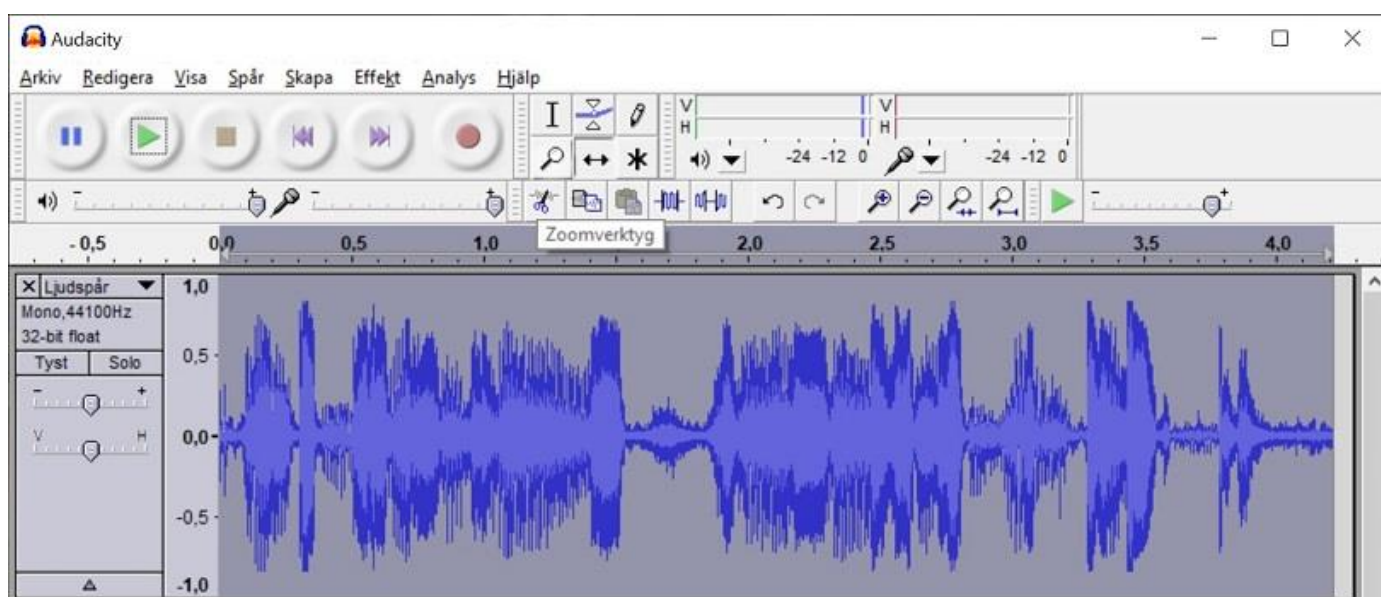 Audacity
Arkiv Redigera Visa Spår Skapa Effekt Analys Hjälp
V
H
-24 -12 0
V
H
-24 -12 0
- +
- +
- +
Zoomverktyg
- 0,5 0,0 0,5 1,0 2,0 2,5 3,0 3,5 4,0
X Ljudspår
Mono,44100Hz
32-bit float
Tyst Solo
- +
V H
1,0
0,5
0,0
-0,5
-1,0